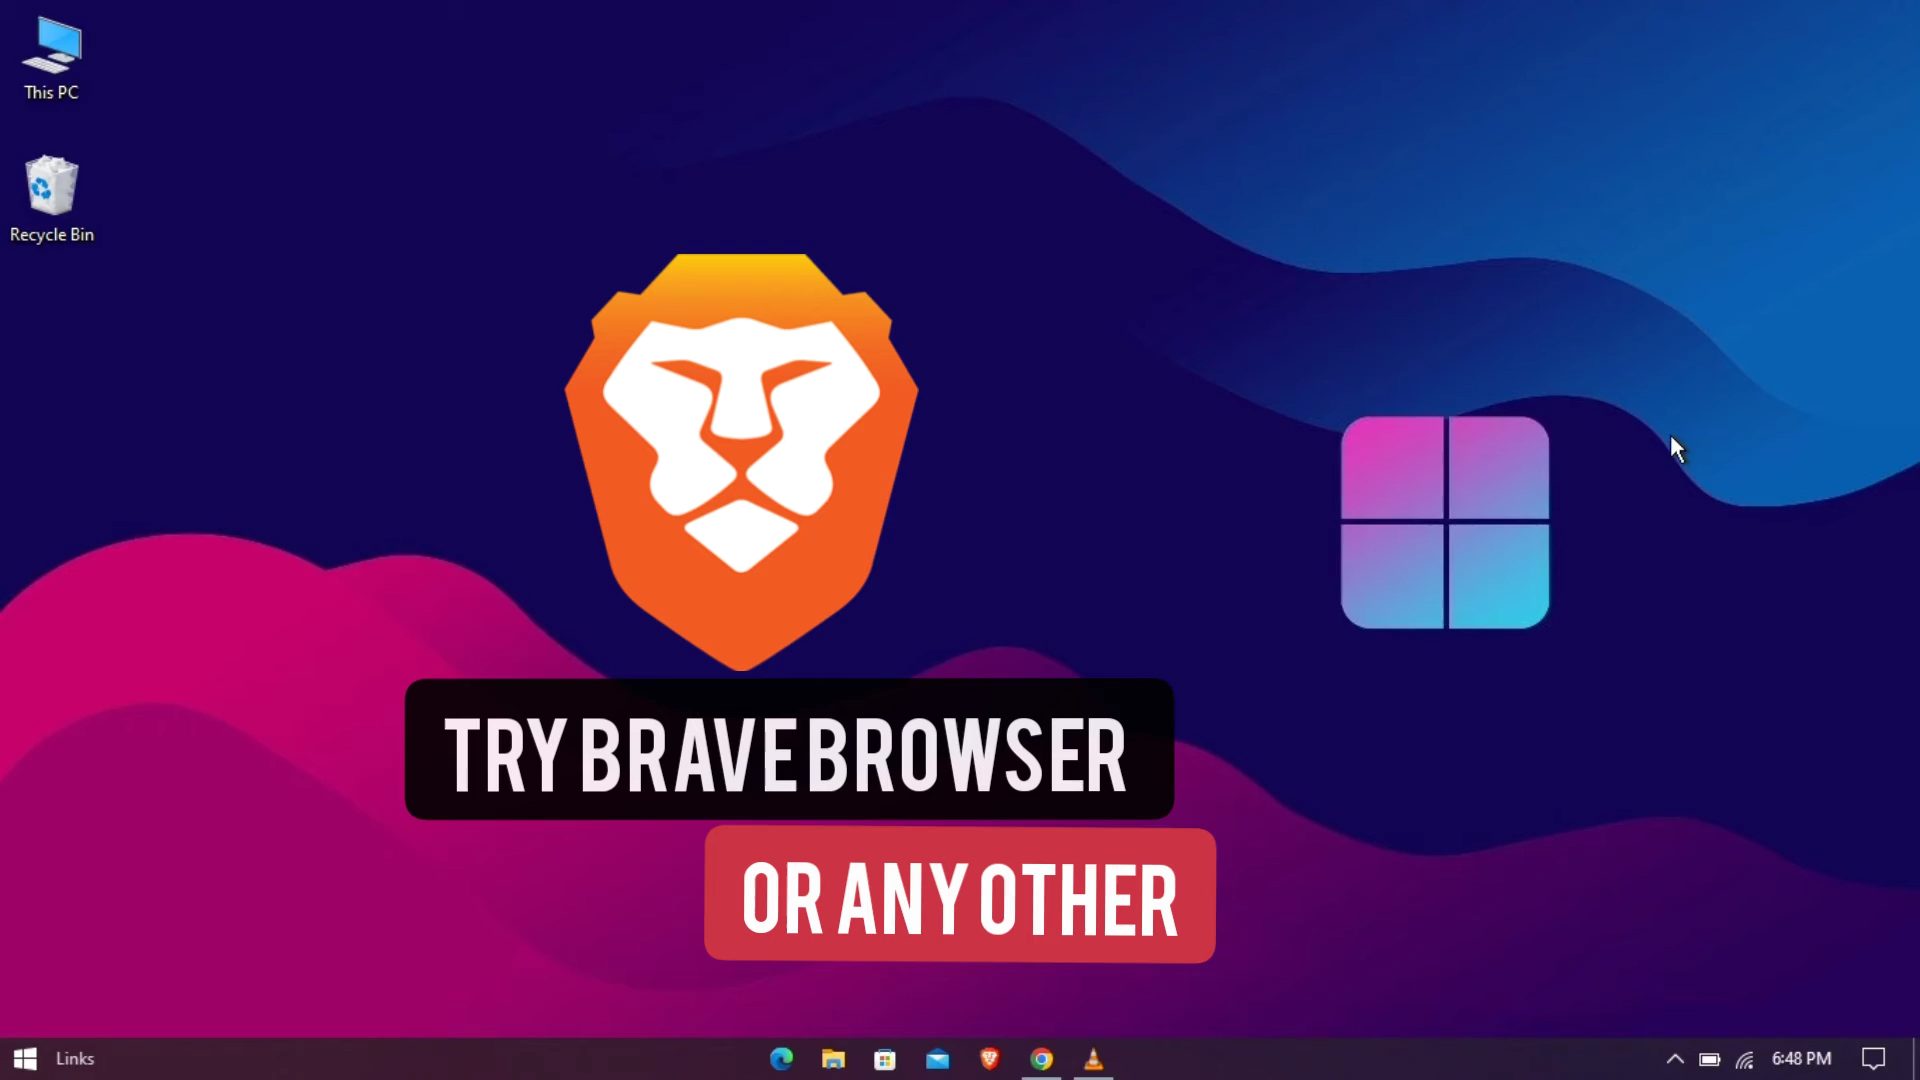 This PC
Recycle Bin
TRY BRAVE BROWSER
OR ANY OTHER
Links
6:48 PM